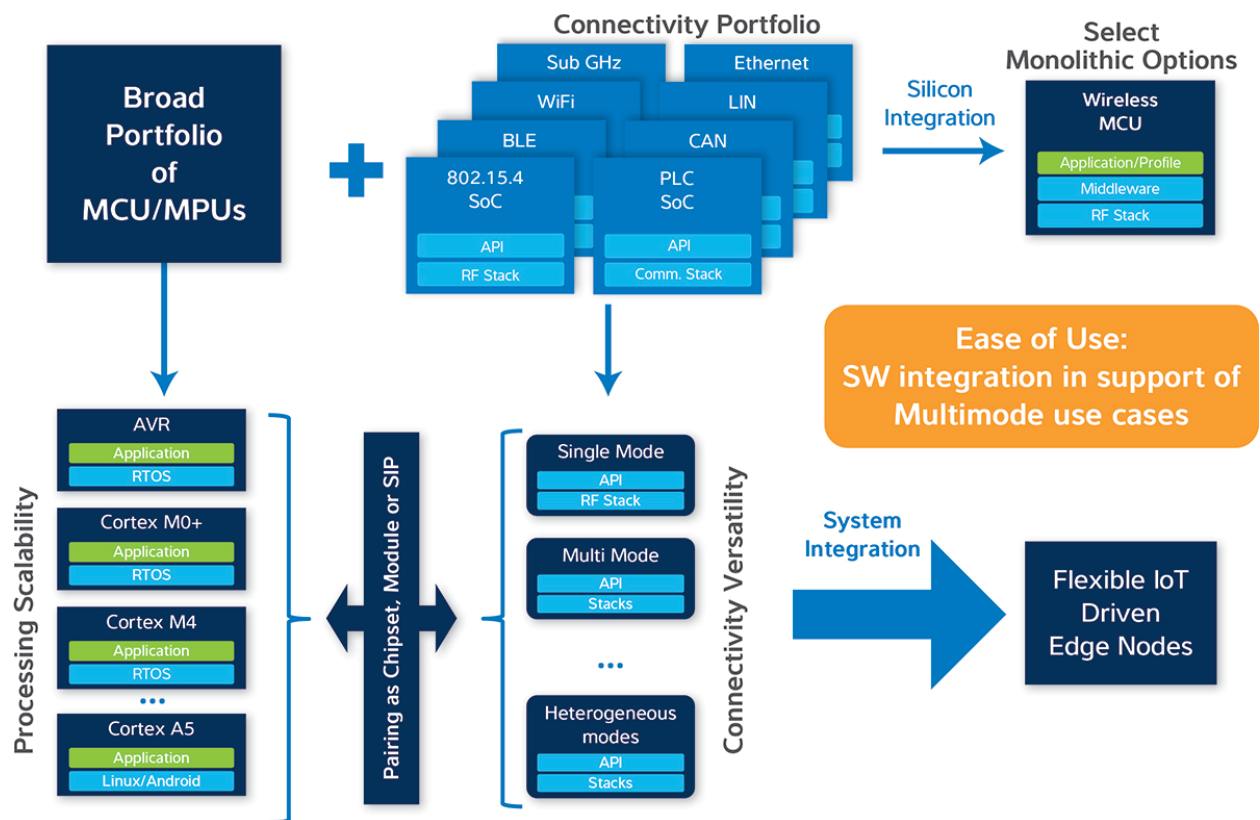 Connectivity Portfolio
Select
Monolithic Options
Broad
Portfolio
of
MCU/MPUs
Sub GHz
Ethernet
WiFi
LIN
BLE
CAN
802.15.4
SoC
API
RF Stack
PLC
SoC
API
Comm. Stack
Silicon
Integration
Wireless
MCU
Application/Profile
Middleware
RF Stack
Ease of Use:
SW integration in support of
Multimode use cases
Processing Scalability
AVR
Application
RTOS
Cortex M0+
Application
RTOS
Cortex M4
Application
RTOS
...
Cortex A5
Application
Linux/Android
Pairing as Chipset, Module or SIP
Single Mode
API
RF Stack
Multi Mode
API
Stacks
...
Heterogeneous
modes
API
Stacks
Connectivity Versatility
System
Integration
Flexible IoT
Driven
Edge Nodes